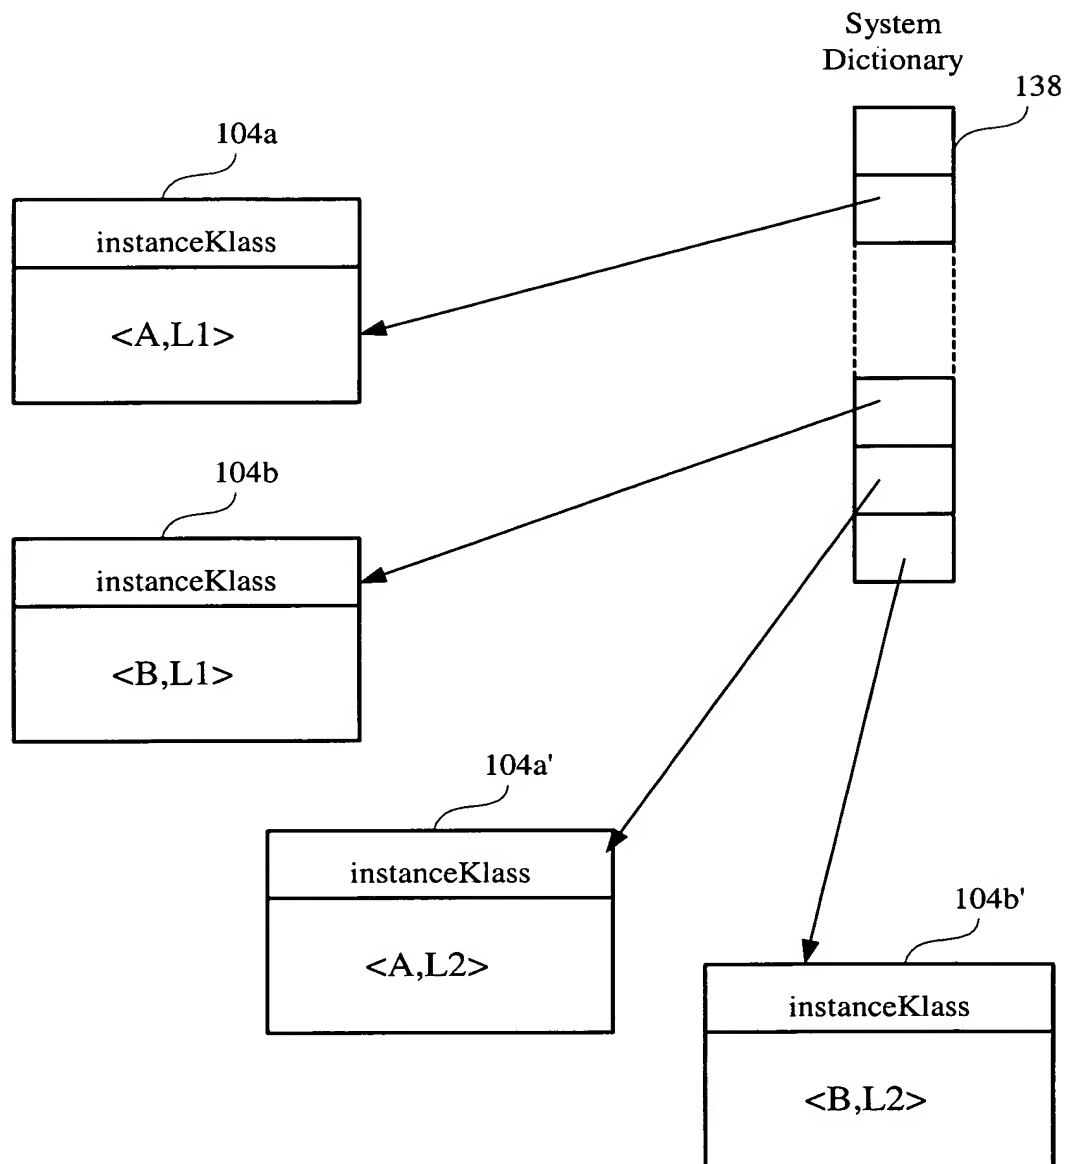 System
Dictionary
138
104a
instanceKlass
<A,L1>
104b
instanceKlass
<B,L1>
104a'
instanceKlass
<A,L2>
104b'
instanceKlass
<B,L2>